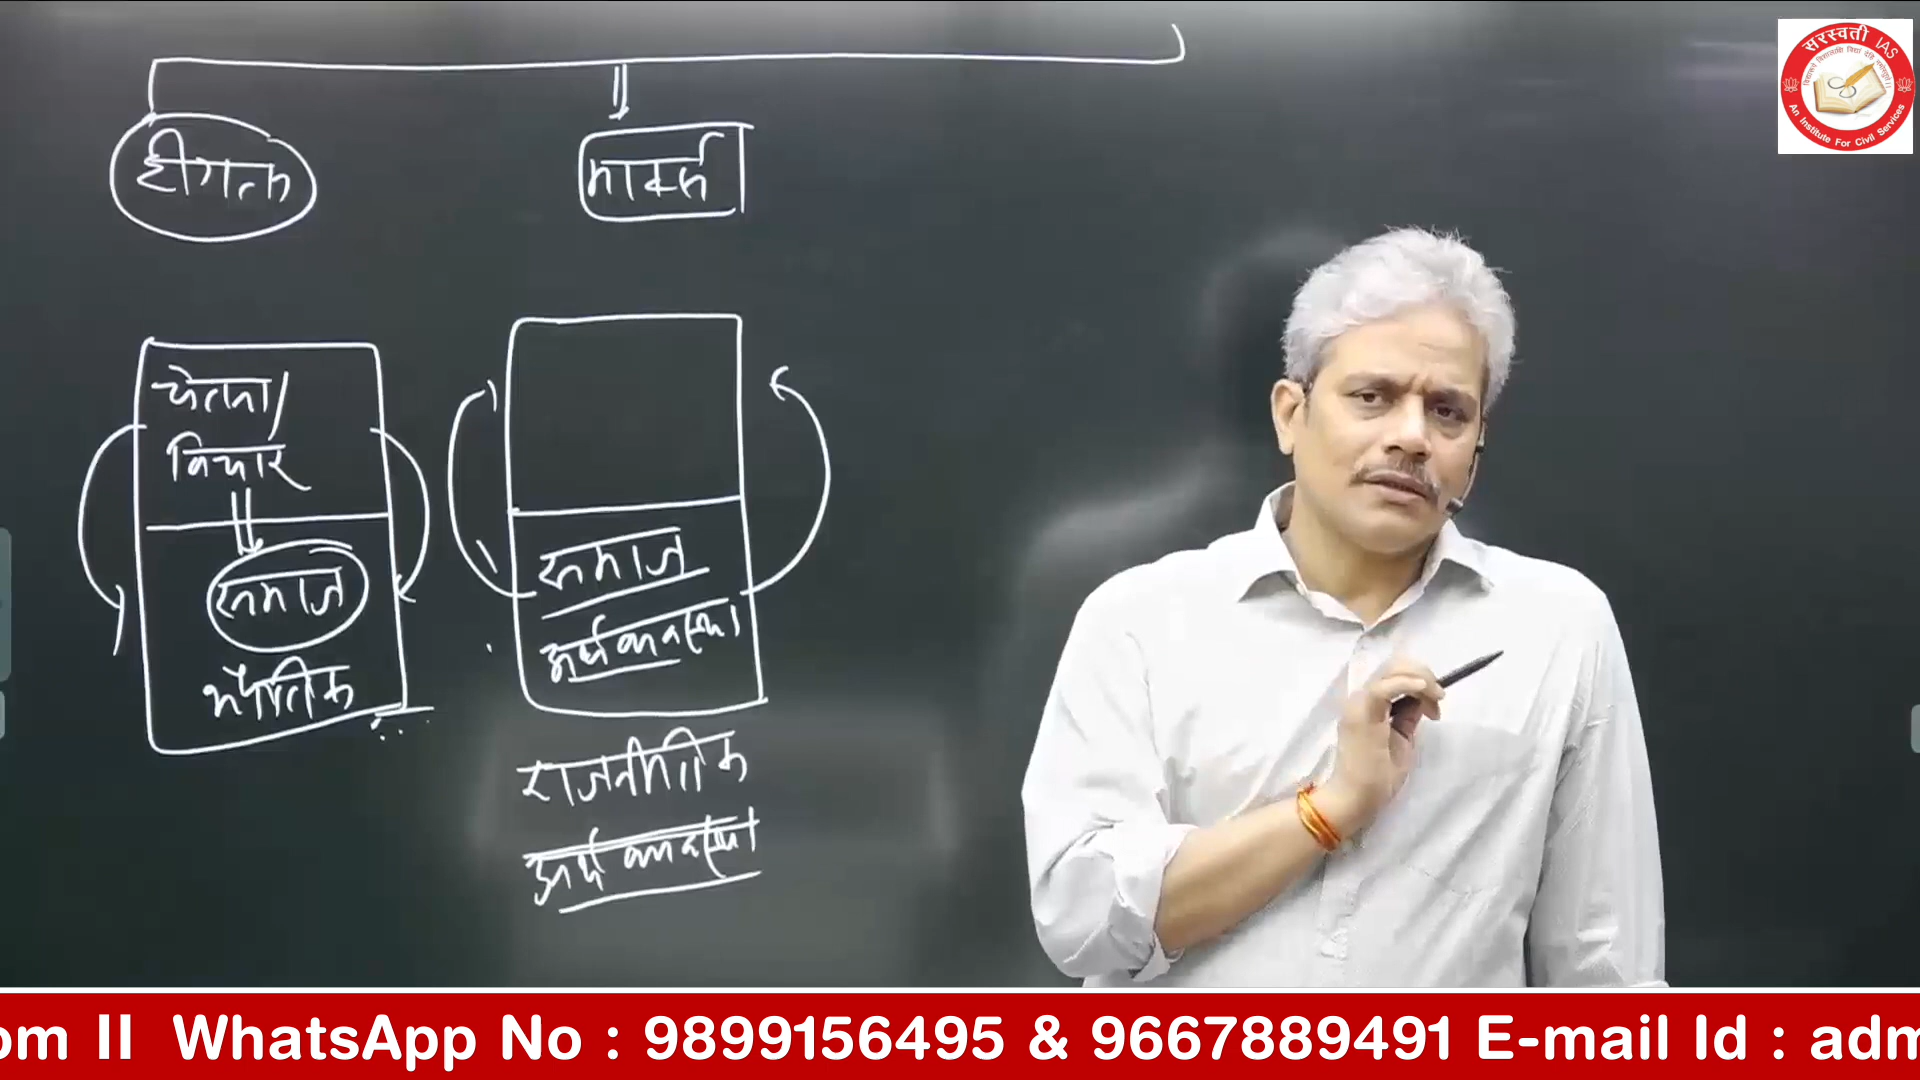 सरस्वती IAS
An Institute For Civil Services
हीगल
मार्क्स
चेतना/
विचार
समाज
भौतिक
समाज
अर्थव्यवस्था
राजनीतिक
अर्थव्यवस्था
om II WhatsApp No : 9899156495 & 9667889491 E-mail Id : adm